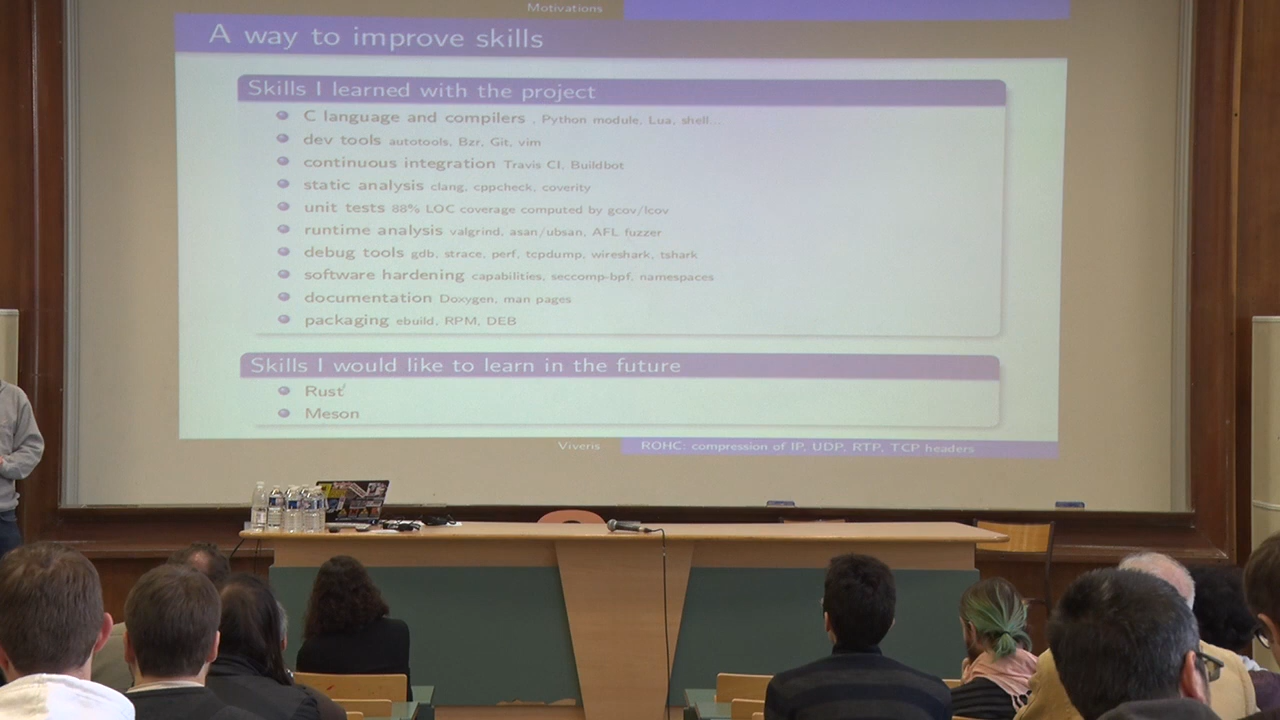 Motivations
A way to improve skills
Skills I learned with the project
C language and compilers , Python module, Lua, shell...
dev tools autotools, Bzr, Git, vim
continuous integration Travis CI, Buildbot
static analysis clang, cppcheck, coverity
unit tests 88% LOC coverage computed by gcov/lcov
runtime analysis valgrind, asan/ubsan, AFL fuzzer
debug tools gdb, strace, perf, tcpdump, wireshark, tshark
software hardening capabilities, seccomp-bpf, namespaces
documentation Doxygen, man pages
packaging ebuild, RPM, DEB
Skills I would like to learn in the future
Rust
Meson
Viveris ROHC: compression of IP, UDP, RTP, TCP headers